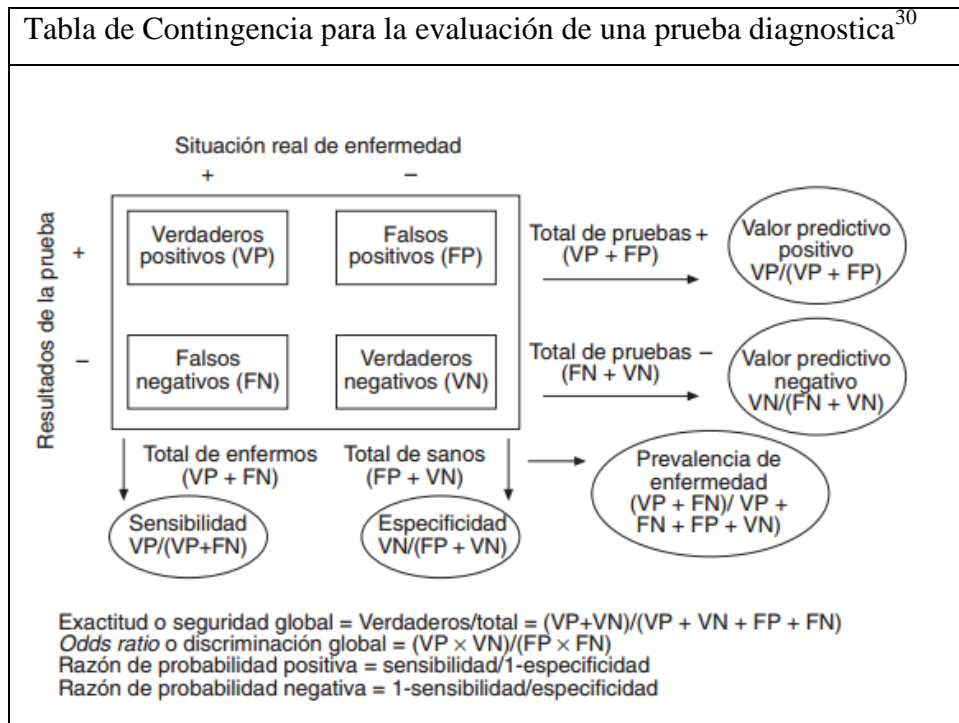 Tabla de Contingencia para la evaluación de una prueba diagnostica30
Situación real de enfermedad
+ −
Resultados de la prueba
+
Verdaderos
positivos (VP)
Falsos
positivos (FP)
Total de pruebas +
(VP + FP)
Valor predictivo
positivo
VP/(VP + FP)
−
Falsos
negativos (FN)
Verdaderos
negativos (VN)
Total de pruebas −
(FN + VN)
Valor predictivo
negativo
VN/(FN + VN)
Total de enfermos
(VP + FN)
Total de sanos
(FP + VN)
Prevalencia de
enfermedad
(VP + FN)/ VP +
FN + FP + VN)
Sensibilidad
VP/(VP+FN)
Especificidad
VN/(FP + VN)
Exactitud o seguridad global = Verdaderos/total = (VP+VN)/(VP + VN + FP + FN)
Odds ratio o discriminación global = (VP × VN)/(FP × FN)
Razón de probabilidad positiva = sensibilidad/1-especificidad
Razón de probabilidad negativa = 1-sensibilidad/especificidad